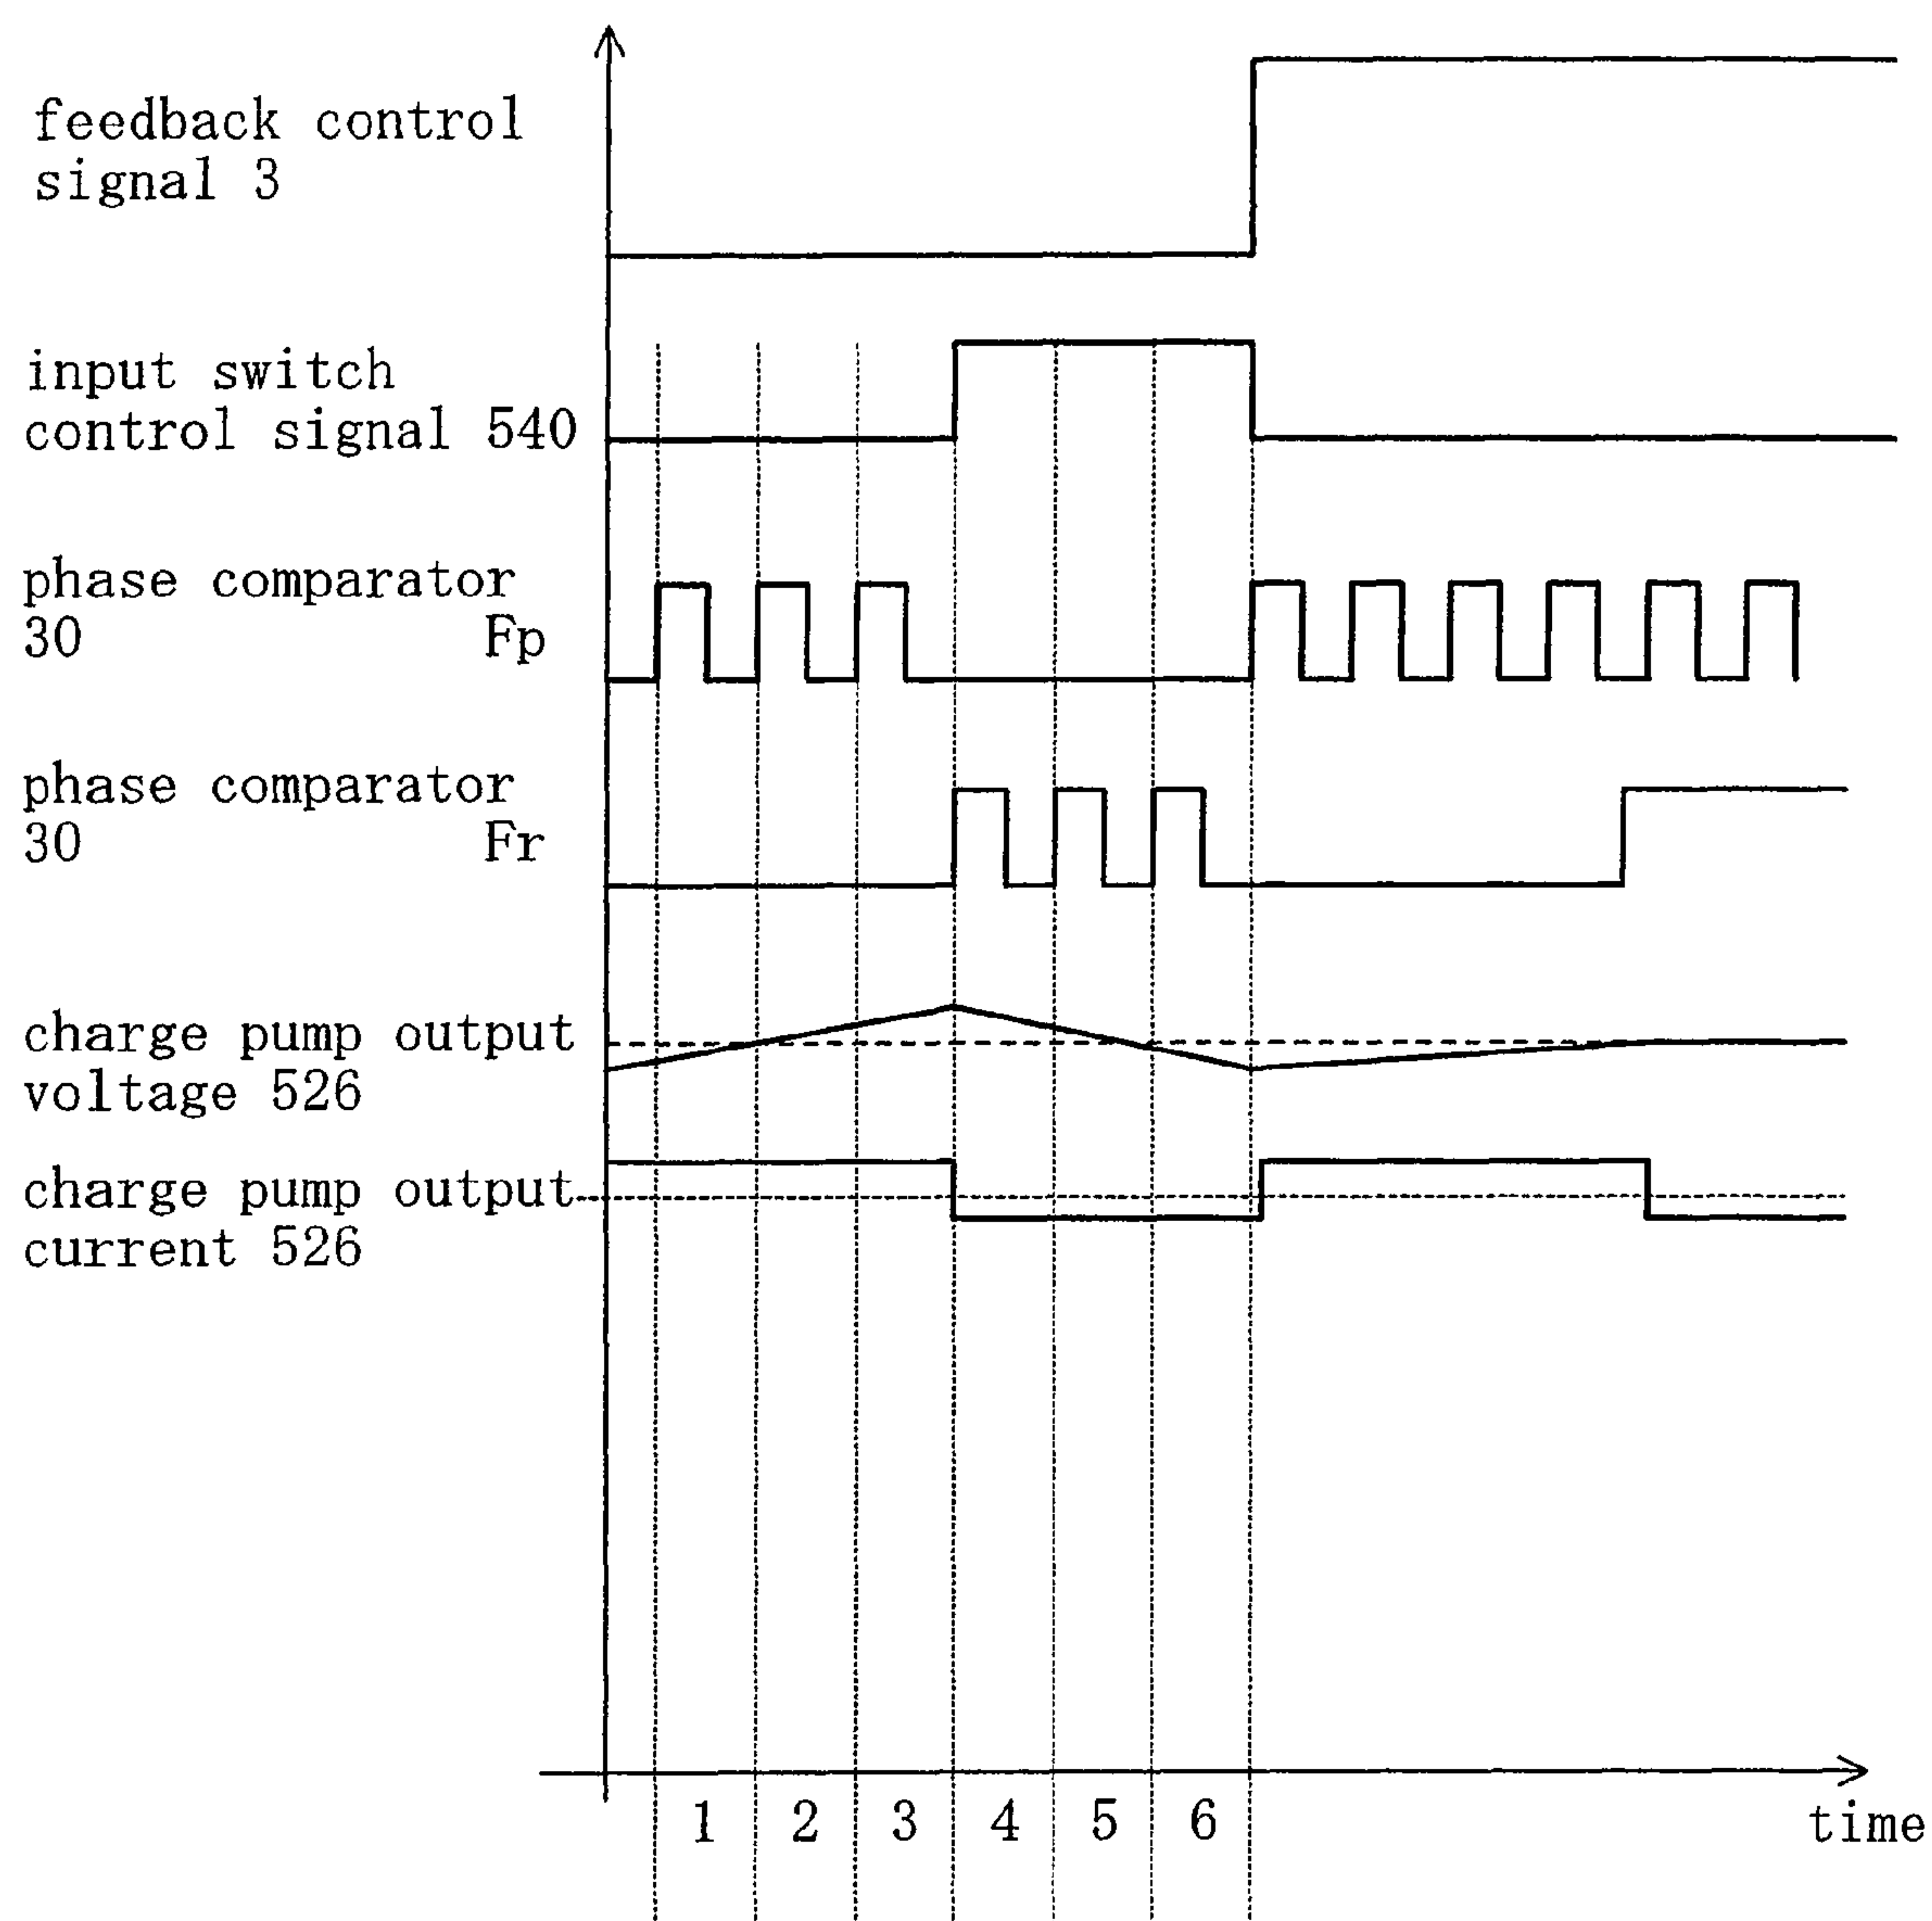 feedback control
signal 3
input switch
control signal 540
phase comparator
30 Fp
phase comparator
30 Fr
charge pump output
voltage 526
charge pump output
current 526
1 2 3 4 5 6
time